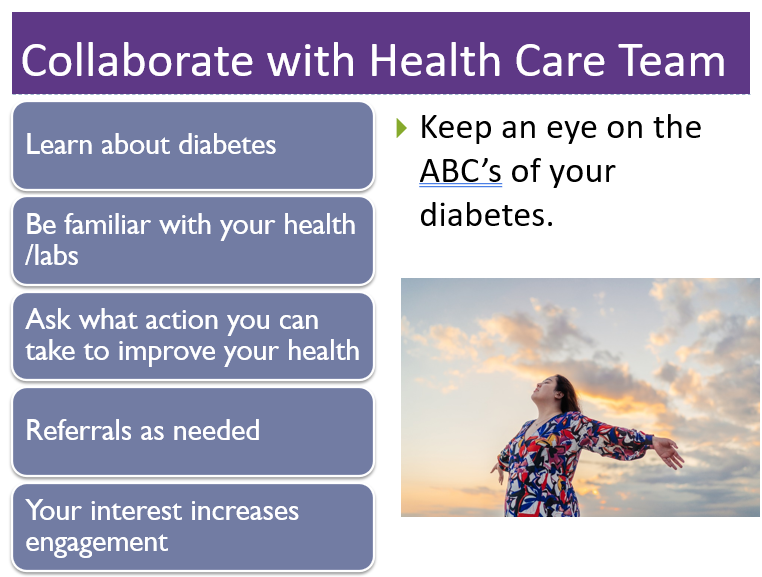 Collaborate with Health Care Team
Learn about diabetes
Be familiar with your health
/labs
Ask what action you can
take to improve your health
Referrals as needed
Your interest increases
engagement
Keep an eye on the
ABC’s of your
diabetes.